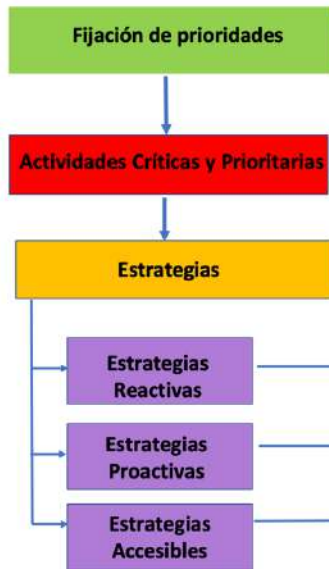 Fijación de prioridades
Actividades Críticas y Prioritarias
Estrategias
Estrategias
Reactivas
Estrategias
Proactivas
Estrategias
Accesibles